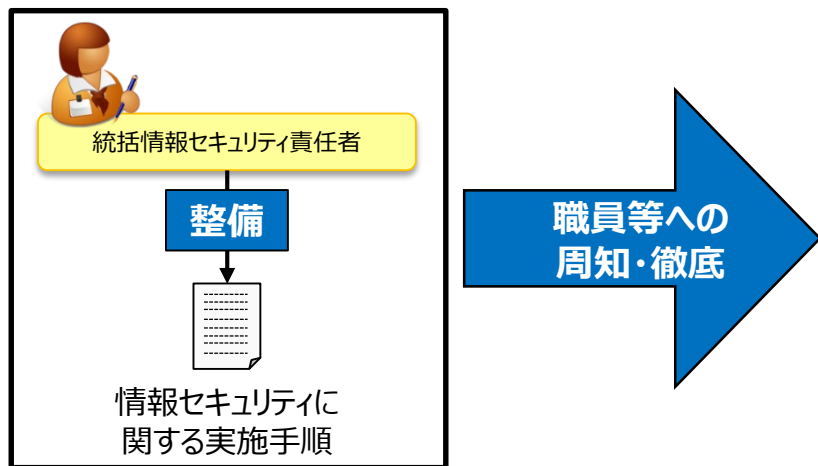 統括情報セキュリティ責任者
整備
情報セキュリティに
関する実施手順
職員等への
周知・徹底